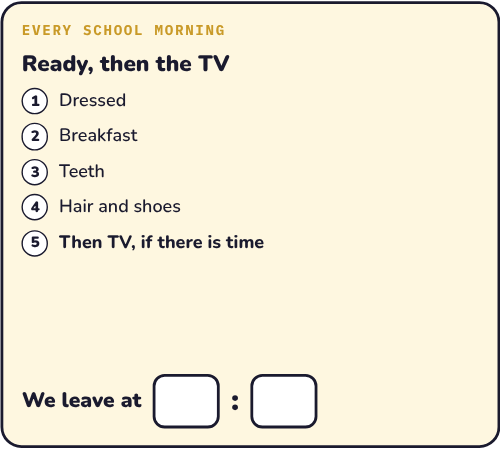 EVERY SCHOOL MORNING
Ready, then the TV
1 Dressed
2 Breakfast
3 Teeth
4 Hair and shoes
5 Then TV, if there is time
We leave at :